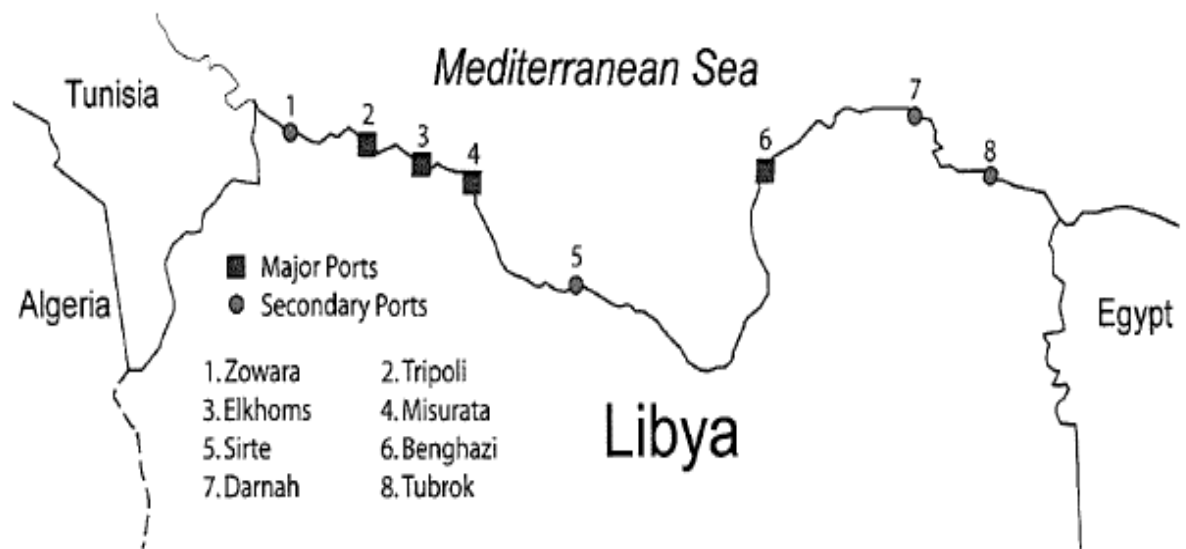 Mediterranean Sea
Tunisia
1
2
3
4
6
7
8
5
Major Ports
Secondary Ports
Algeria
Egypt
1.Zowara 2.Tripoli
3.Elkhoms 4.Misurata
5.Sirte 6.Benghazi
7.Darnah 8.Tubrok
Libya